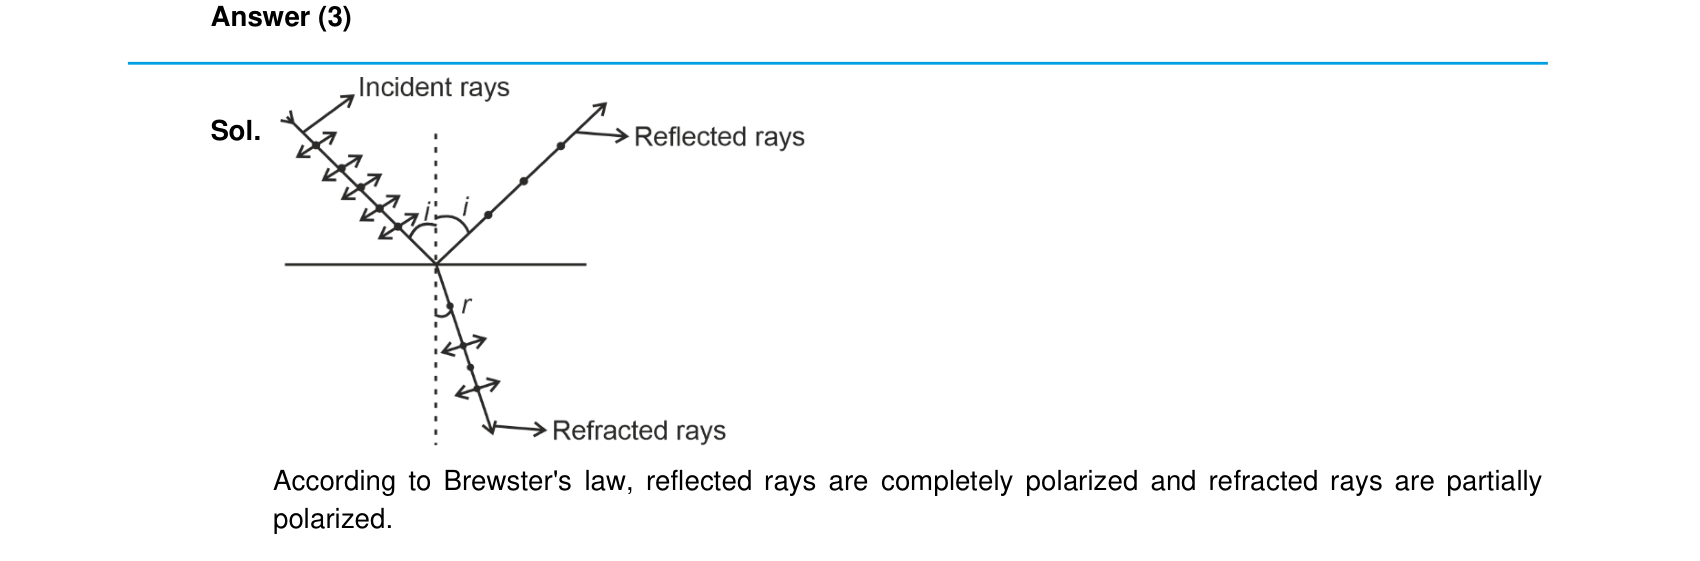 Answer (3)
Incident rays
Sol.
Reflected rays
i
i
r
Refracted rays
According to Brewster's law, reflected rays are completely polarized and refracted rays are partially
polarized.